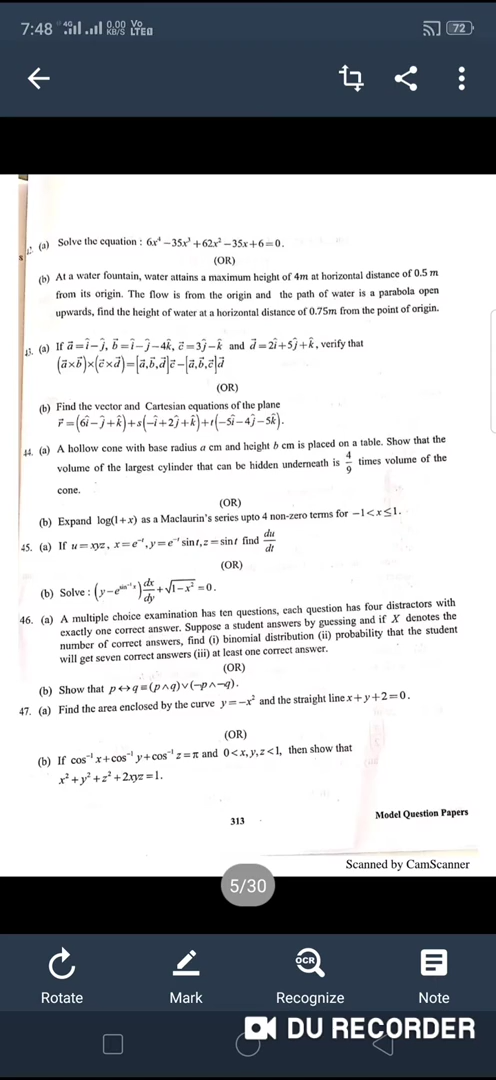 7:48 4G 0.00 KB/S Vo LTE 72
12. (a) Solve the equation : 6x⁴ −35x³ +62x² −35x+6=0.
(OR)
(b) At a water fountain, water attains a maximum height of 4m at horizontal distance of 0.5 m
from its origin. The flow is from the origin and the path of water is a parabola open
upwards, find the height of water at a horizontal distance of 0.75m from the point of origin.
43. (a) If a⃗ = î − ĵ, b⃗ = î − ĵ − 4k̂, c⃗ = 3ĵ − k̂ and d⃗ = 2î + 5ĵ + k̂, verify that
(a⃗×b⃗)×(c⃗×d⃗)=[a⃗,b⃗,d⃗]c⃗−[a⃗,b⃗,c⃗]d⃗
(OR)
(b) Find the vector and Cartesian equations of the plane
r⃗ = (6î − ĵ + k̂) + s(−î + 2ĵ + k̂) + t(−5î − 4ĵ − 5k̂).
44. (a) A hollow cone with base radius a cm and height b cm is placed on a table. Show that the
volume of the largest cylinder that can be hidden underneath is 4/9 times volume of the
cone.
(OR)
(b) Expand log(1+x) as a Maclaurin's series upto 4 non-zero terms for −1<x≤1.
45. (a) If u=xyz, x=e⁻ᵗ, y=e⁻ᵗ sin t, z=sin t find du/dt
(OR)
(b) Solve : (y−e^(sin⁻¹ x)) dx/dy + √(1−x²) = 0.
46. (a) A multiple choice examination has ten questions, each question has four distractors with
exactly one correct answer. Suppose a student answers by guessing and if X denotes the
number of correct answers, find (i) binomial distribution (ii) probability that the student
will get seven correct answers (iii) at least one correct answer.
(OR)
(b) Show that p↔q≡(p∧q)∨(¬p∧¬q).
47. (a) Find the area enclosed by the curve y=−x² and the straight line x+y+2=0.
(OR)
(b) If cos⁻¹ x+cos⁻¹ y+cos⁻¹ z=π and 0<x,y,z<1, then show that
x²+y²+z²+2xyz=1.
313
Model Question Papers
Scanned by CamScanner
5/30
Rotate Mark OCR Recognize Note
DU RECORDER